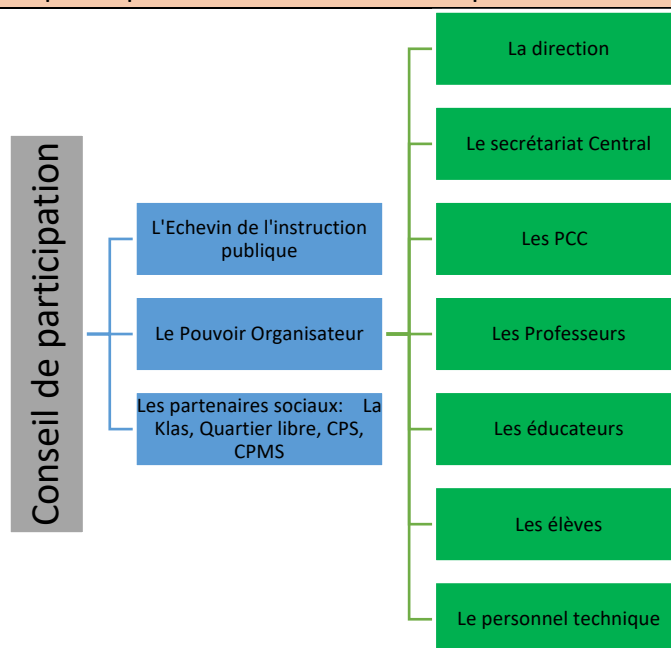 Conseil de participation
L'Echevin de l'instruction
publique
Le Pouvoir Organisateur
Les partenaires sociaux: La
Klas, Quartier libre, CPS,
CPMS
La direction
Le secrétariat Central
Les PCC
Les Professeurs
Les éducateurs
Les élèves
Le personnel technique